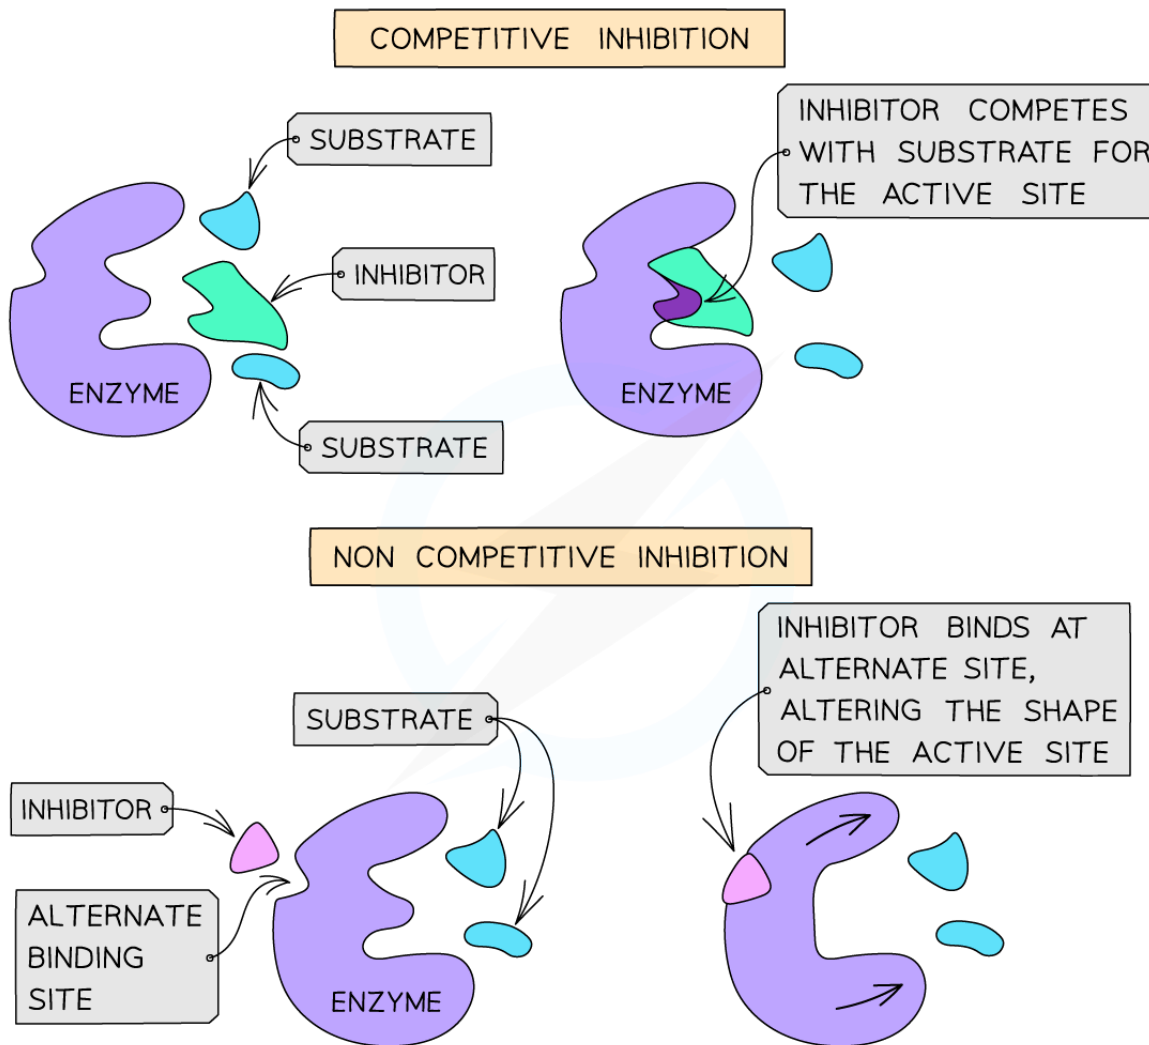 COMPETITIVE INHIBITION
SUBSTRATE
INHIBITOR COMPETES
WITH SUBSTRATE FOR
THE ACTIVE SITE
INHIBITOR
ENZYME
ENZYME
SUBSTRATE
NON COMPETITIVE INHIBITION
INHIBITOR BINDS AT
ALTERNATE SITE,
ALTERING THE SHAPE
OF THE ACTIVE SITE
SUBSTRATE
INHIBITOR
ALTERNATE
BINDING
SITE
ENZYME